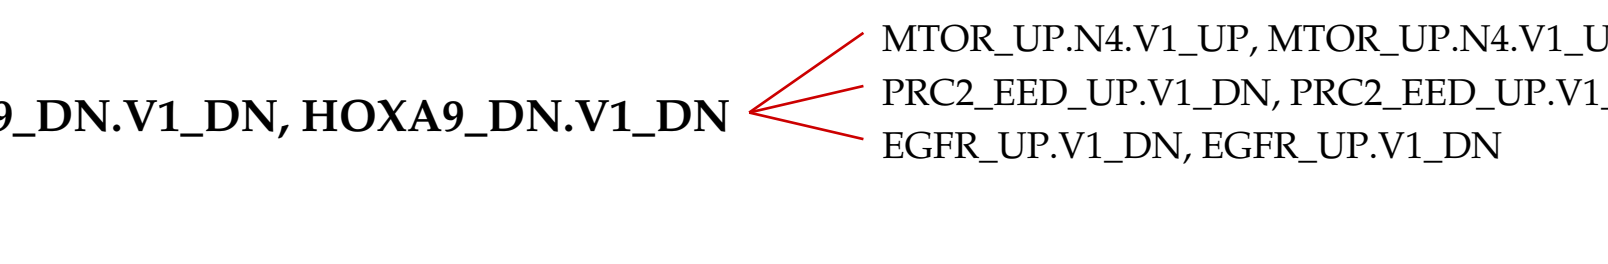 MTOR_UP.N4.V1_UP, MTOR_UP.N4.V1_U
PRC2_EED_UP.V1_DN, PRC2_EED_UP.V1_
9_DN.V1_DN, HOXA9_DN.V1_DN
EGFR_UP.V1_DN, EGFR_UP.V1_DN